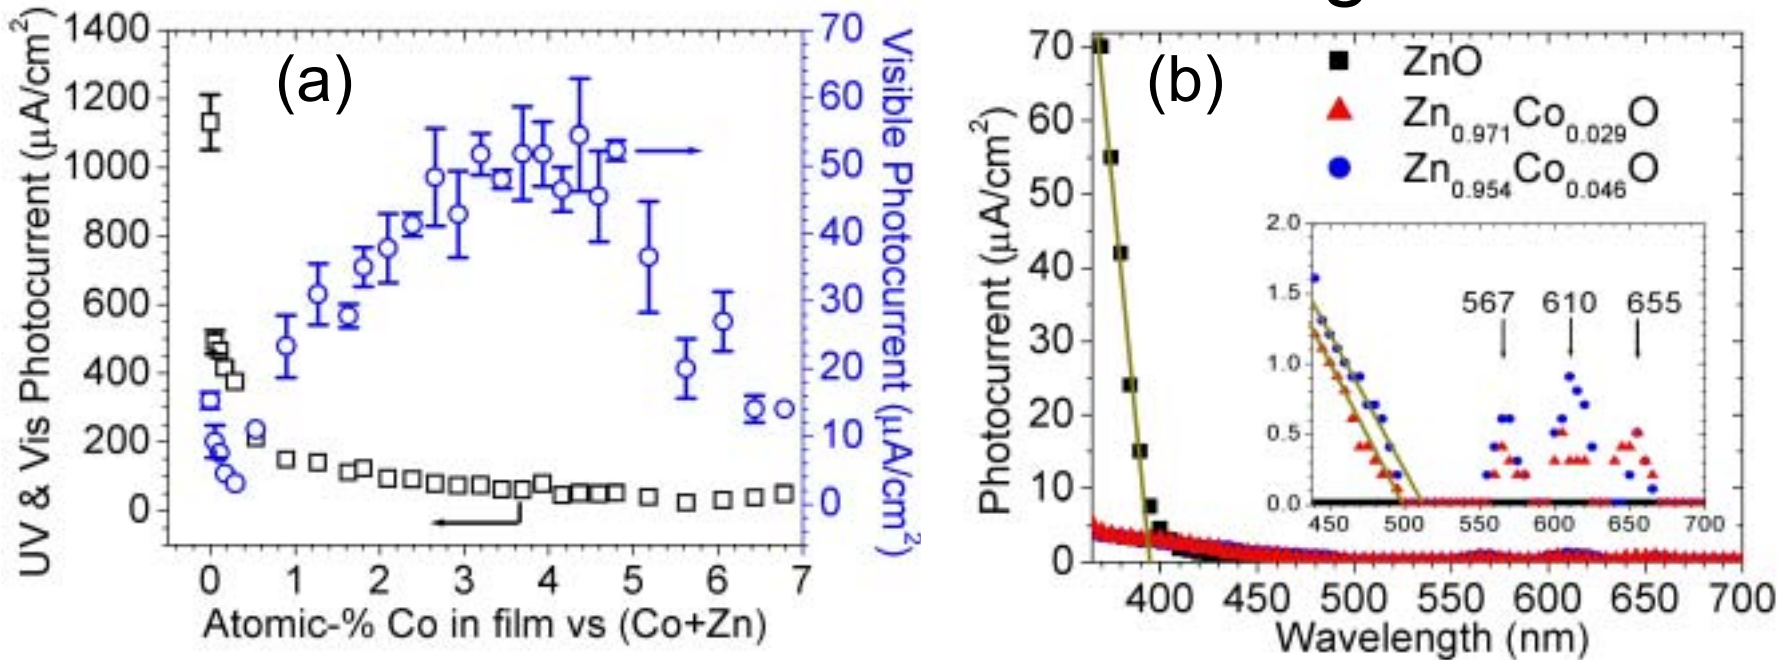 g
(a)
UV & Vis Photocurrent (μA/cm²)
1400
1200
1000
800
600
400
200
0
70
60
50
40
30
20
10
0
Visible Photocurrent (μA/cm²)
0 1 2 3 4 5 6 7
Atomic-% Co in film vs (Co+Zn)
(b)
Photocurrent (μA/cm²)
70
60
50
40
30
20
10
0
ZnO
Zn₀.₉₇₁Co₀.₀₂₉O
Zn₀.₉₅₄Co₀.₀₄₆O
2.0
1.5
1.0
0.5
0.0
567 610 655
450 500 550 600 650 700
400 450 500 550 600 650 700
Wavelength (nm)